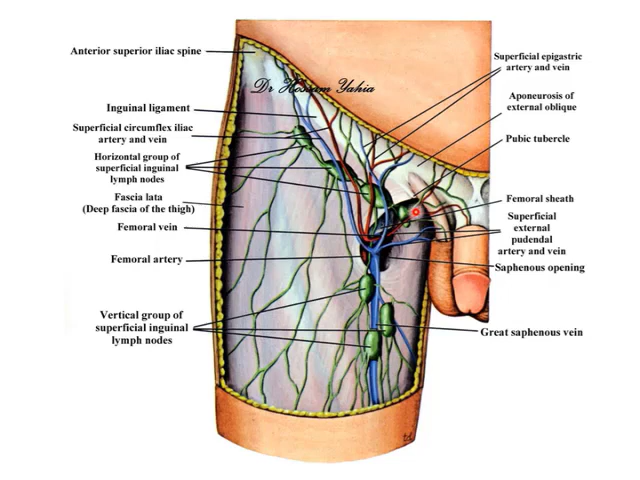 Anterior superior iliac spine
Dr Hossam Yahia
Inguinal ligament
Superficial circumflex iliac
artery and vein
Horizontal group of
superficial inguinal
lymph nodes
Fascia lata
(Deep fascia of the thigh)
Femoral vein
Femoral artery
Vertical group of
superficial inguinal
lymph nodes
Superficial epigastric
artery and vein
Aponeurosis of
external oblique
Pubic tubercle
Femoral sheath
Superficial
external
pudendal
artery and vein
Saphenous opening
Great saphenous vein